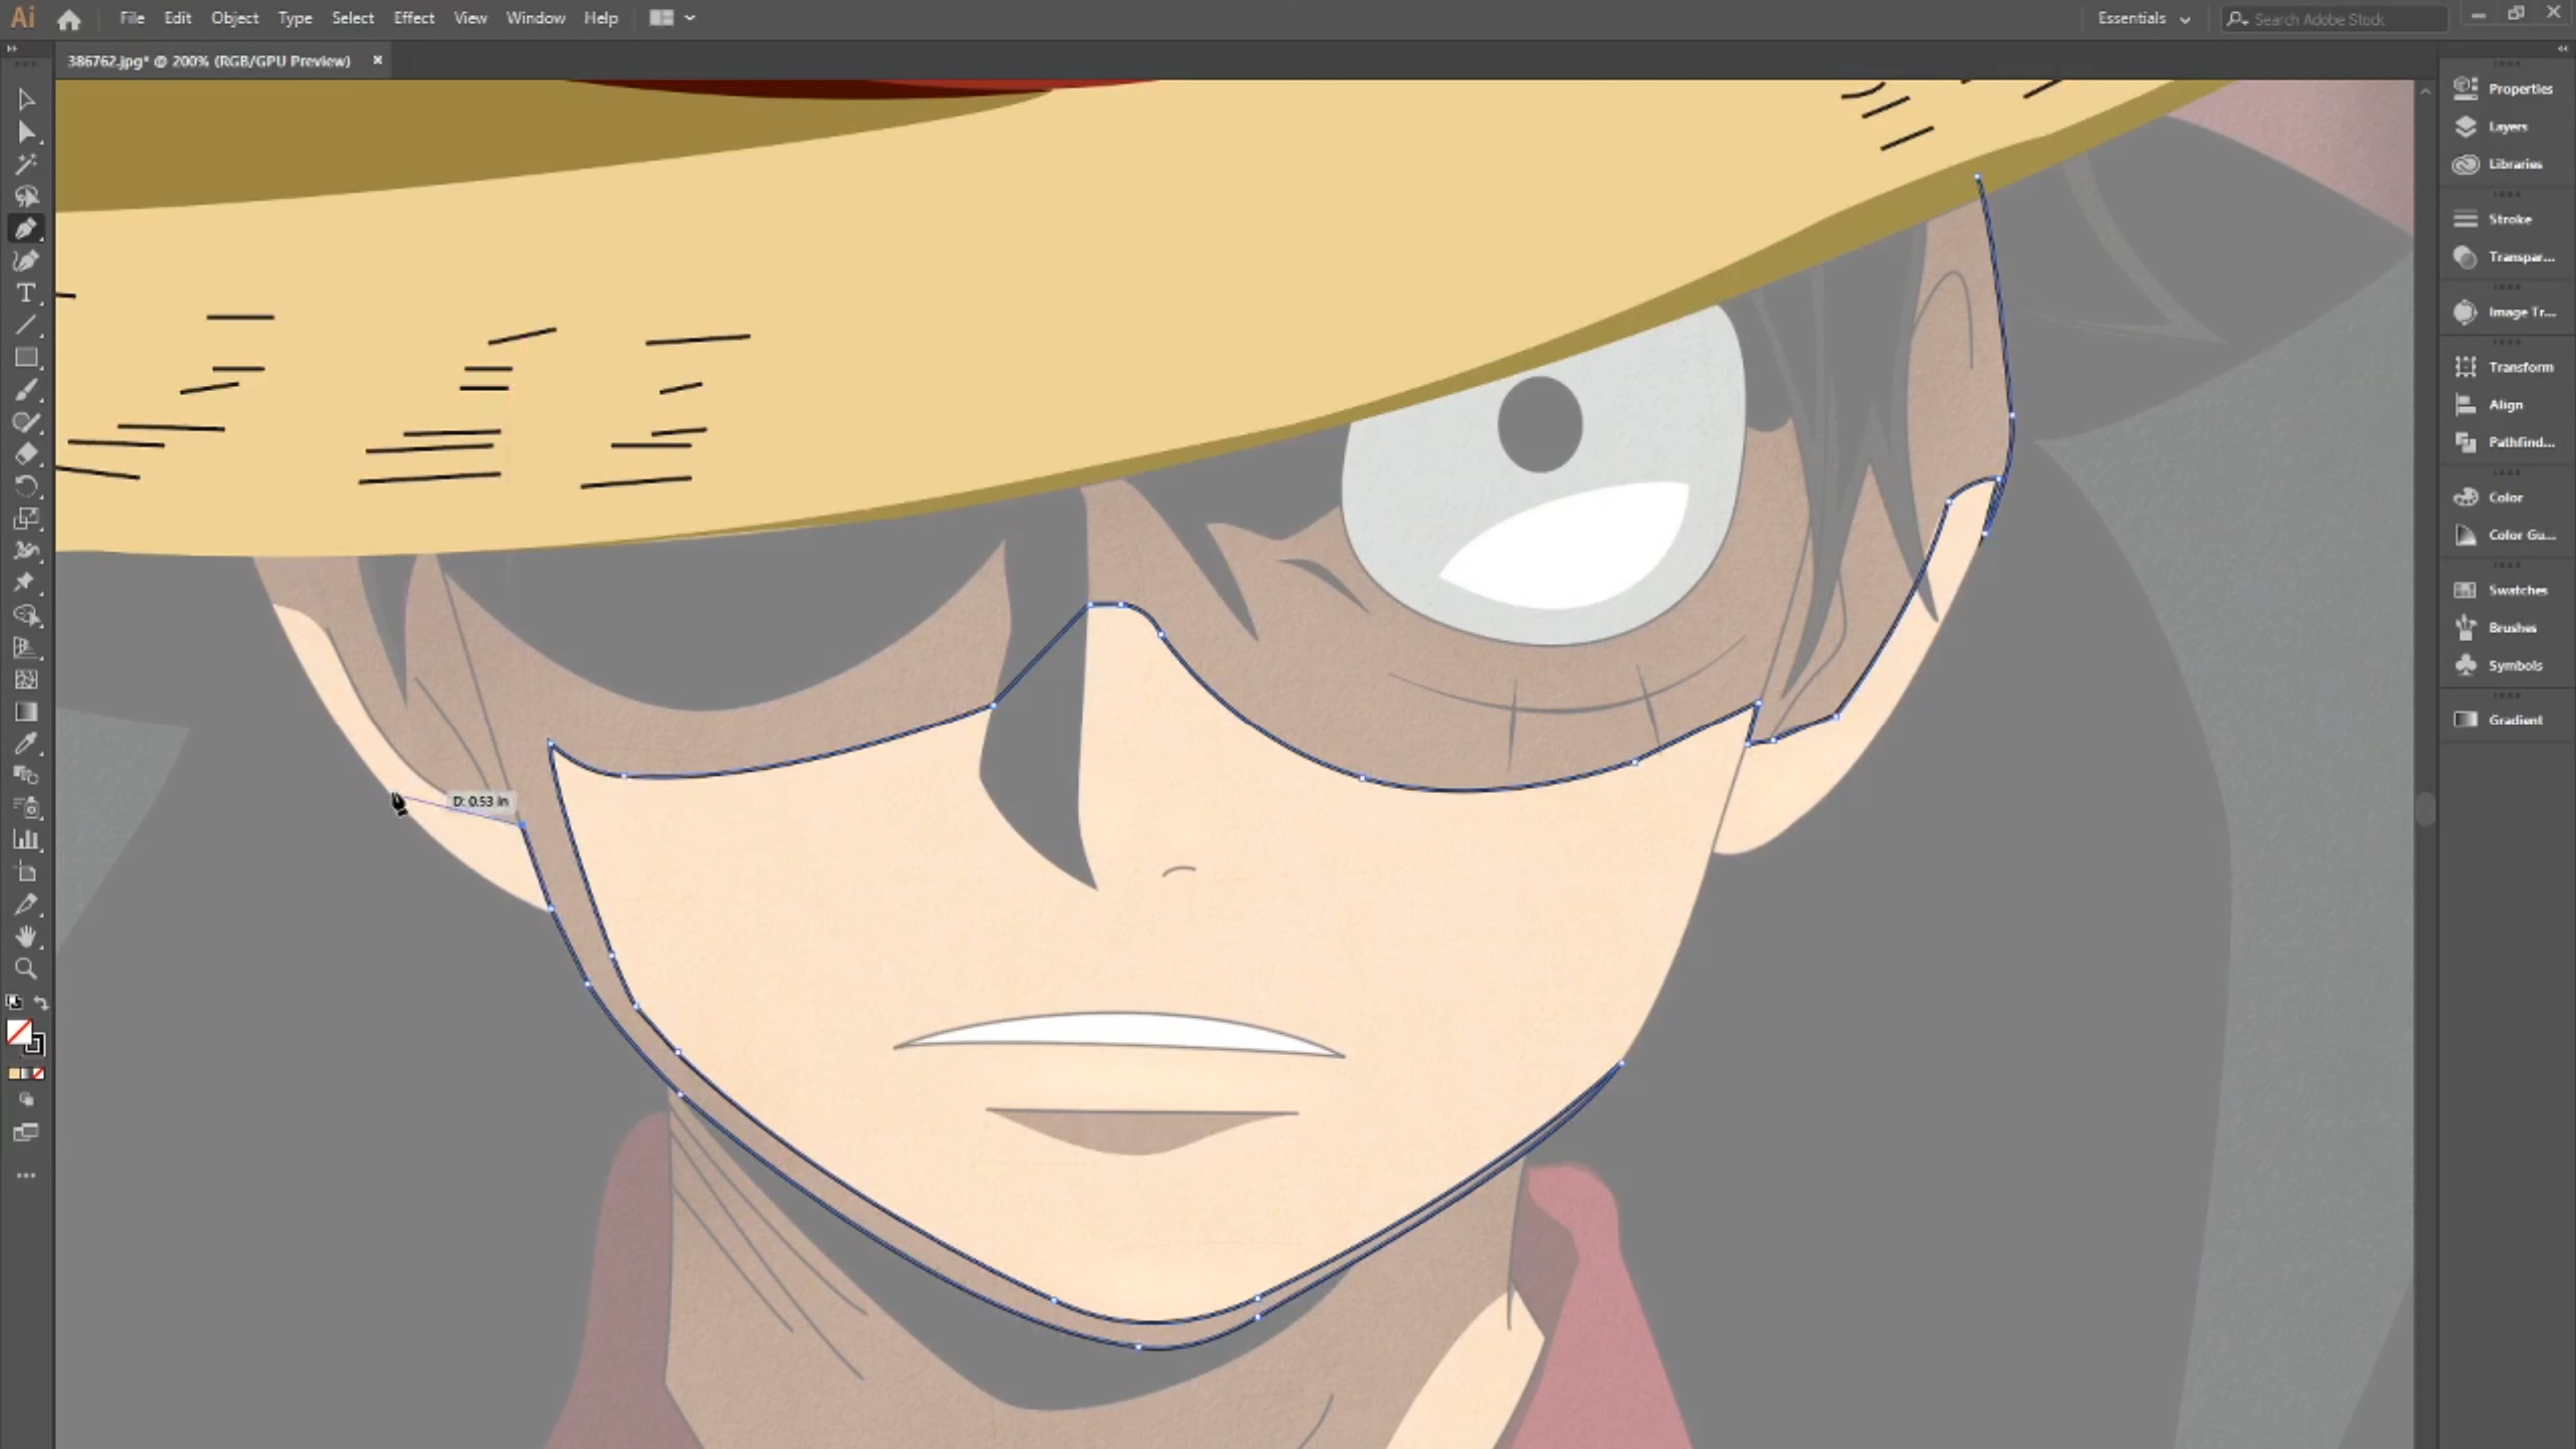 Ai File Edit Object Type Select Effect View Window Help Essentials Search Adobe Stock
386762.jpg* @ 200% (RGB/GPU Preview) ×
Properties
Layers
Libraries
Stroke
Transpar...
Image Tr...
Transform
Align
Pathfind...
Color
Color Gu...
Swatches
Brushes
Symbols
Gradient
T
D: 0.53 in